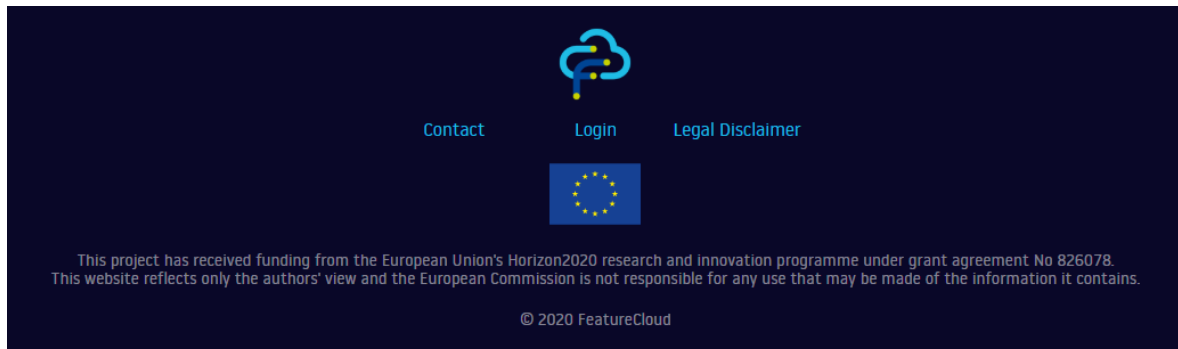 Contact Login Legal Disclaimer
This project has received funding from the European Union's Horizon2020 research and innovation programme under grant agreement No 826078.
This website reflects only the authors' view and the European Commission is not responsible for any use that may be made of the information it contains.
© 2020 FeatureCloud